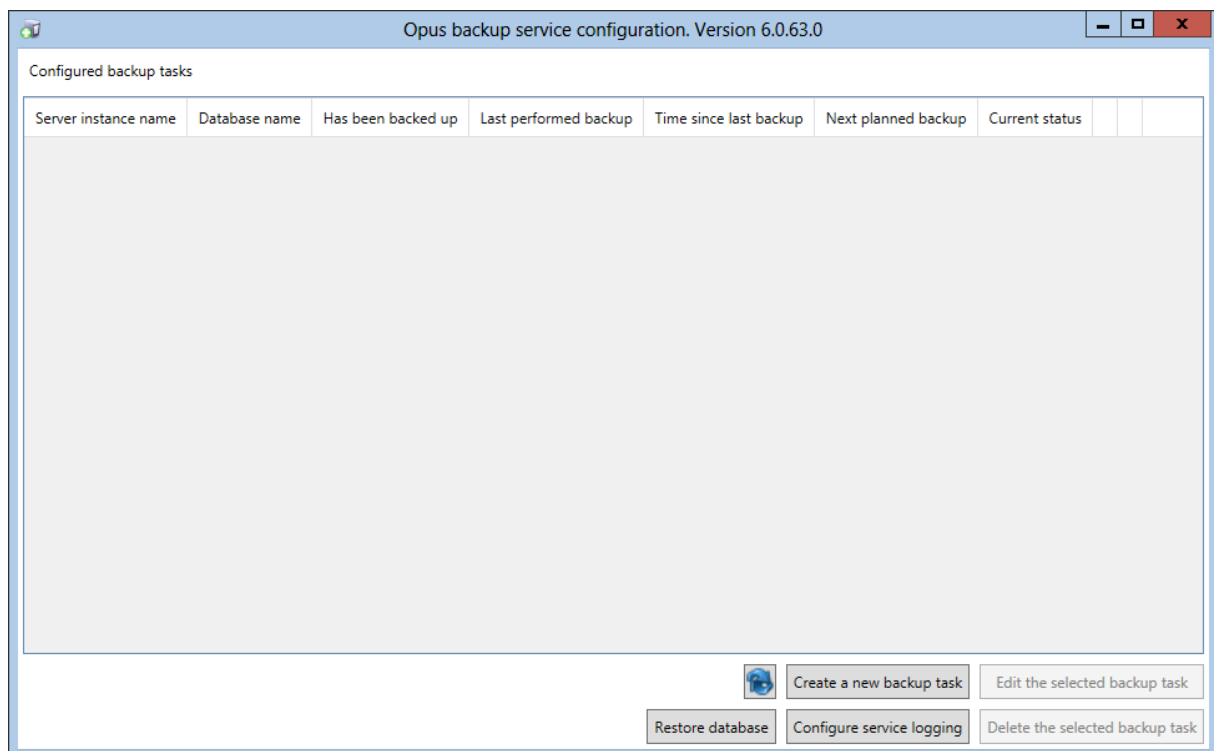 Opus backup service configuration. Version 6.0.63.0
Configured backup tasks
Server instance name Database name Has been backed up Last performed backup Time since last backup Next planned backup Current status
Create a new backup task Edit the selected backup task
Restore database Configure service logging Delete the selected backup task